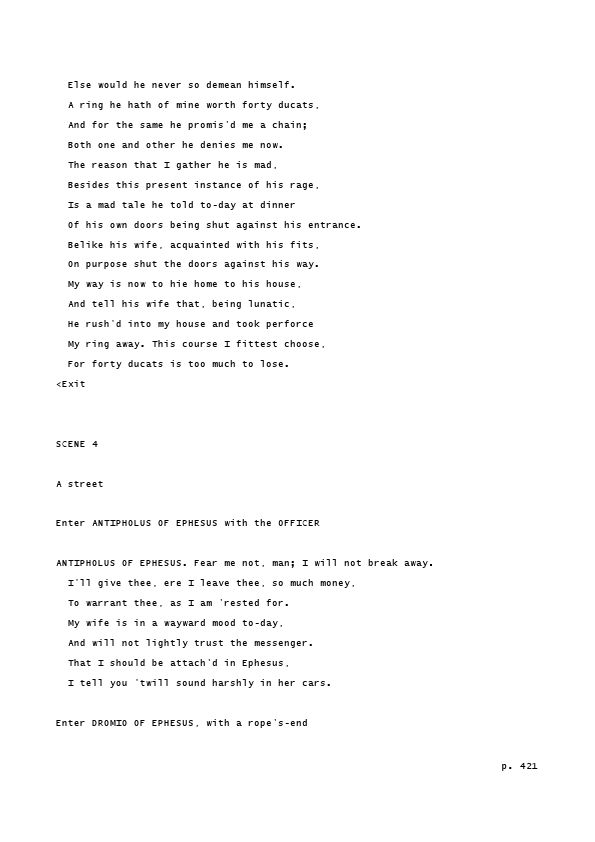 Else would he never so demean himself.
A ring he hath of mine worth forty ducats,
And for the same he promis'd me a chain;
Both one and other he denies me now.
The reason that I gather he is mad,
Besides this present instance of his rage,
Is a mad tale he told to-day at dinner
Of his own doors being shut against his entrance.
Belike his wife, acquainted with his fits,
On purpose shut the doors against his way.
My way is now to hie home to his house,
And tell his wife that, being lunatic,
He rush'd into my house and took perforce
My ring away. This course I fittest choose,
For forty ducats is too much to lose.
<Exit
SCENE 4
A street
Enter ANTIPHOLUS OF EPHESUS with the OFFICER
ANTIPHOLUS OF EPHESUS. Fear me not, man; I will not break away.
I'll give thee, ere I leave thee, so much money,
To warrant thee, as I am 'rested for.
My wife is in a wayward mood to-day,
And will not lightly trust the messenger.
That I should be attach'd in Ephesus,
I tell you 'twill sound harshly in her cars.
Enter DROMIO OF EPHESUS, with a rope's-end
p. 421